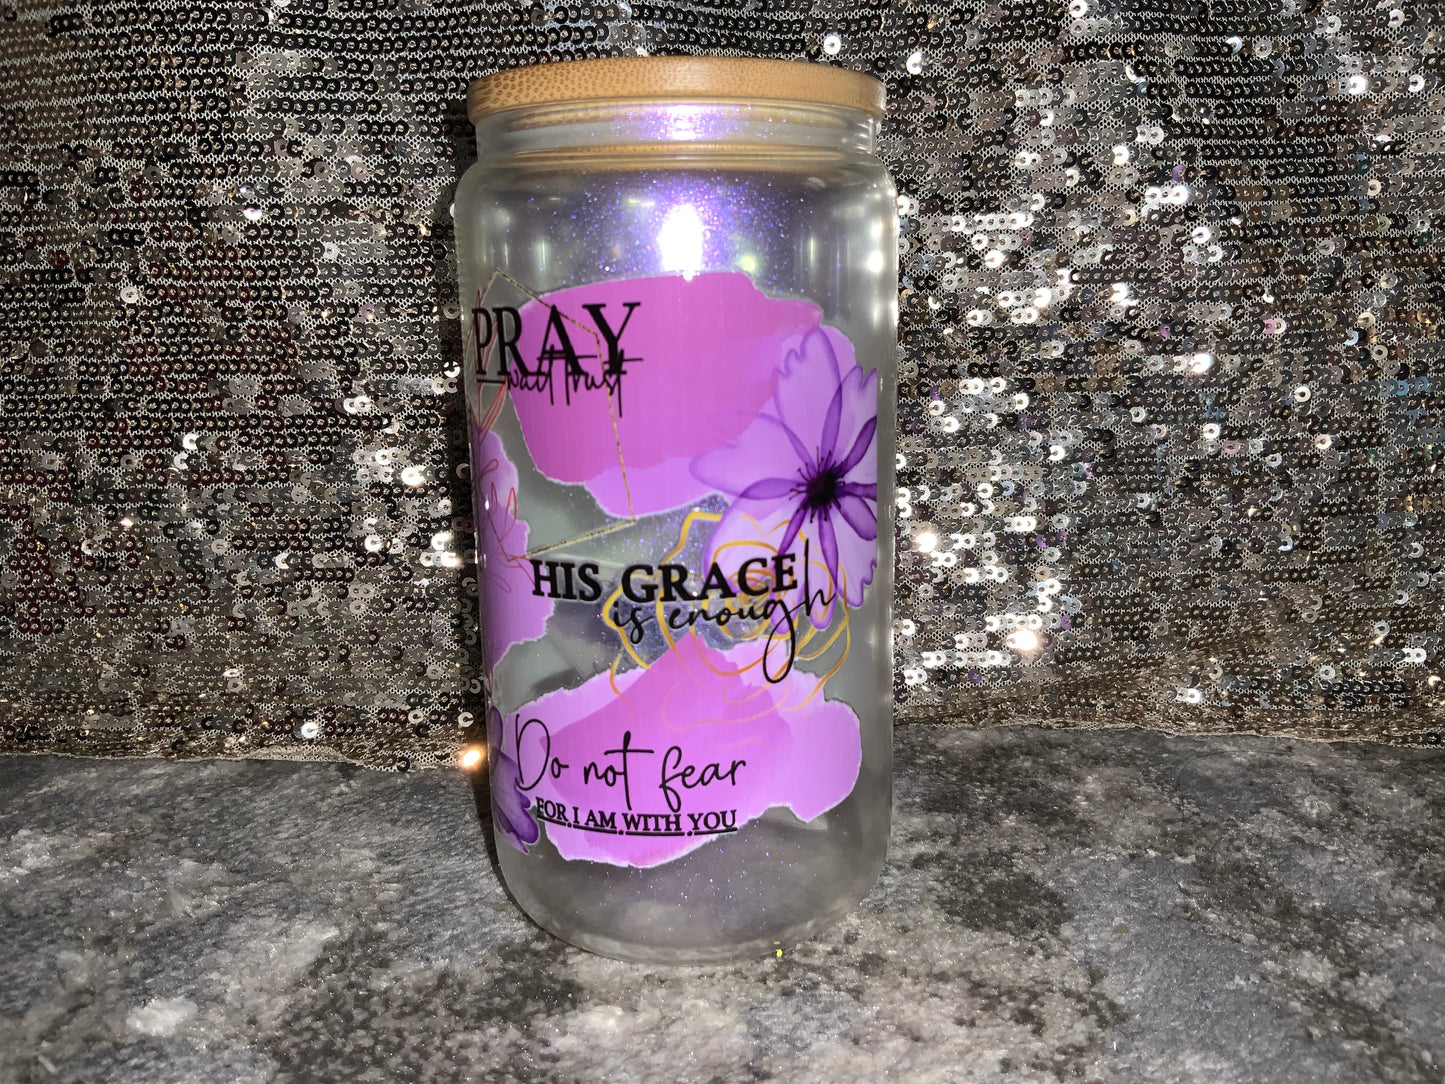 PRAY
wait trust
HIS GRACE
is enough
Do not fear
FOR I AM WITH YOU